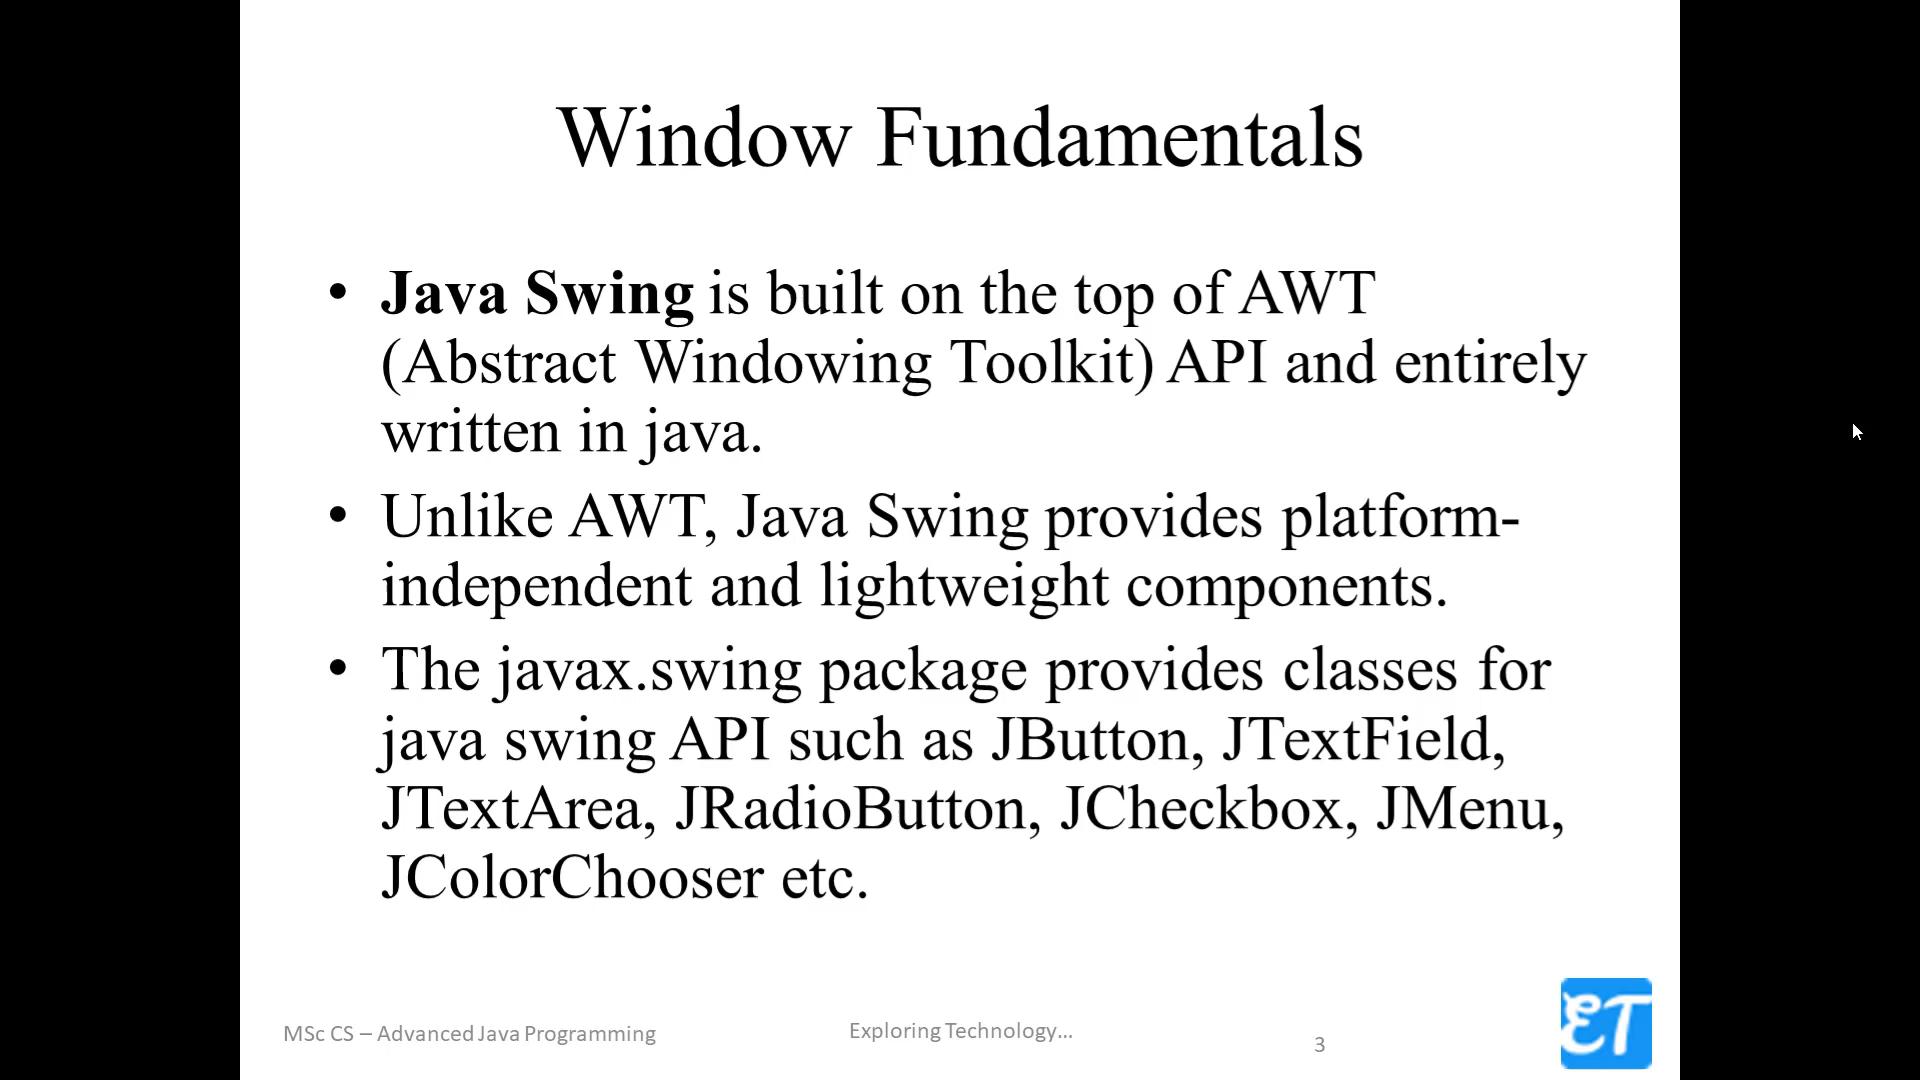 Window Fundamentals
• Java Swing is built on the top of AWT
(Abstract Windowing Toolkit) API and entirely
written in java.
• Unlike AWT, Java Swing provides platform-
independent and lightweight components.
• The javax.swing package provides classes for
java swing API such as JButton, JTextField,
JTextArea, JRadioButton, JCheckbox, JMenu,
JColorChooser etc.
MSc CS – Advanced Java Programming
Exploring Technology...
3
ET